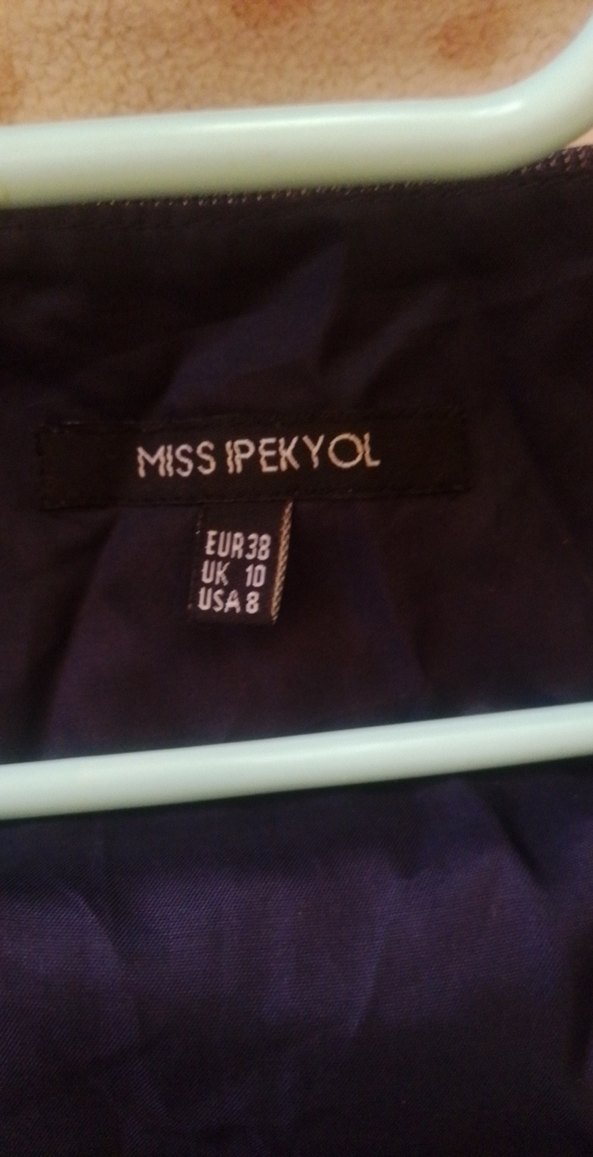 MISS IPEKYOL
EUR 38
UK 10
USA 8